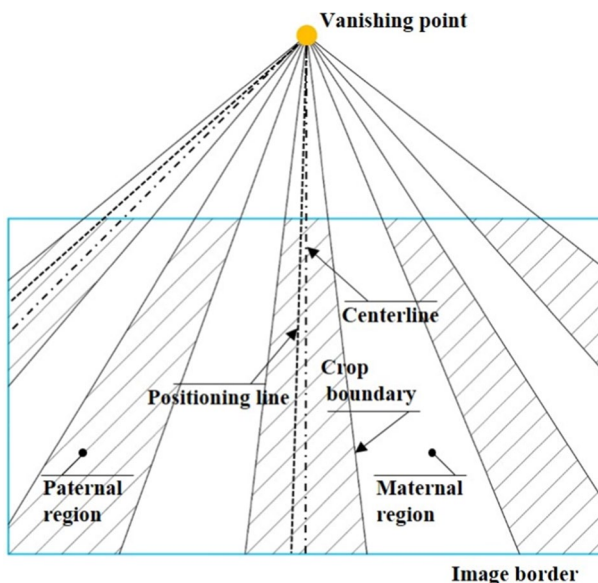 Vanishing point
Centerline
Positioning line
Crop
boundary
Paternal
region
Maternal
region
Image border